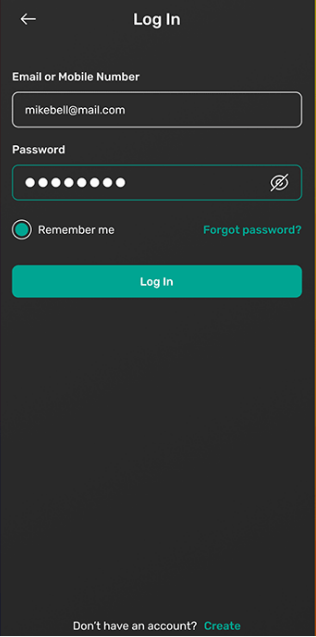 Log In
Email or Mobile Number
mikebell@mail.com
Password
●●●●●●●●
Remember me Forgot password?
Log In
Don't have an account? Create